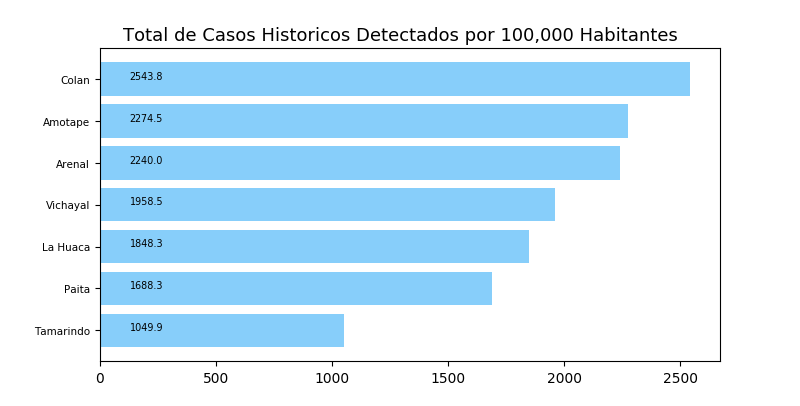 Total de Casos Historicos Detectados por 100,000 Habitantes
Colan 2543.8
Amotape 2274.5
Arenal 2240.0
Vichayal 1958.5
La Huaca 1848.3
Paita 1688.3
Tamarindo 1049.9
0 500 1000 1500 2000 2500